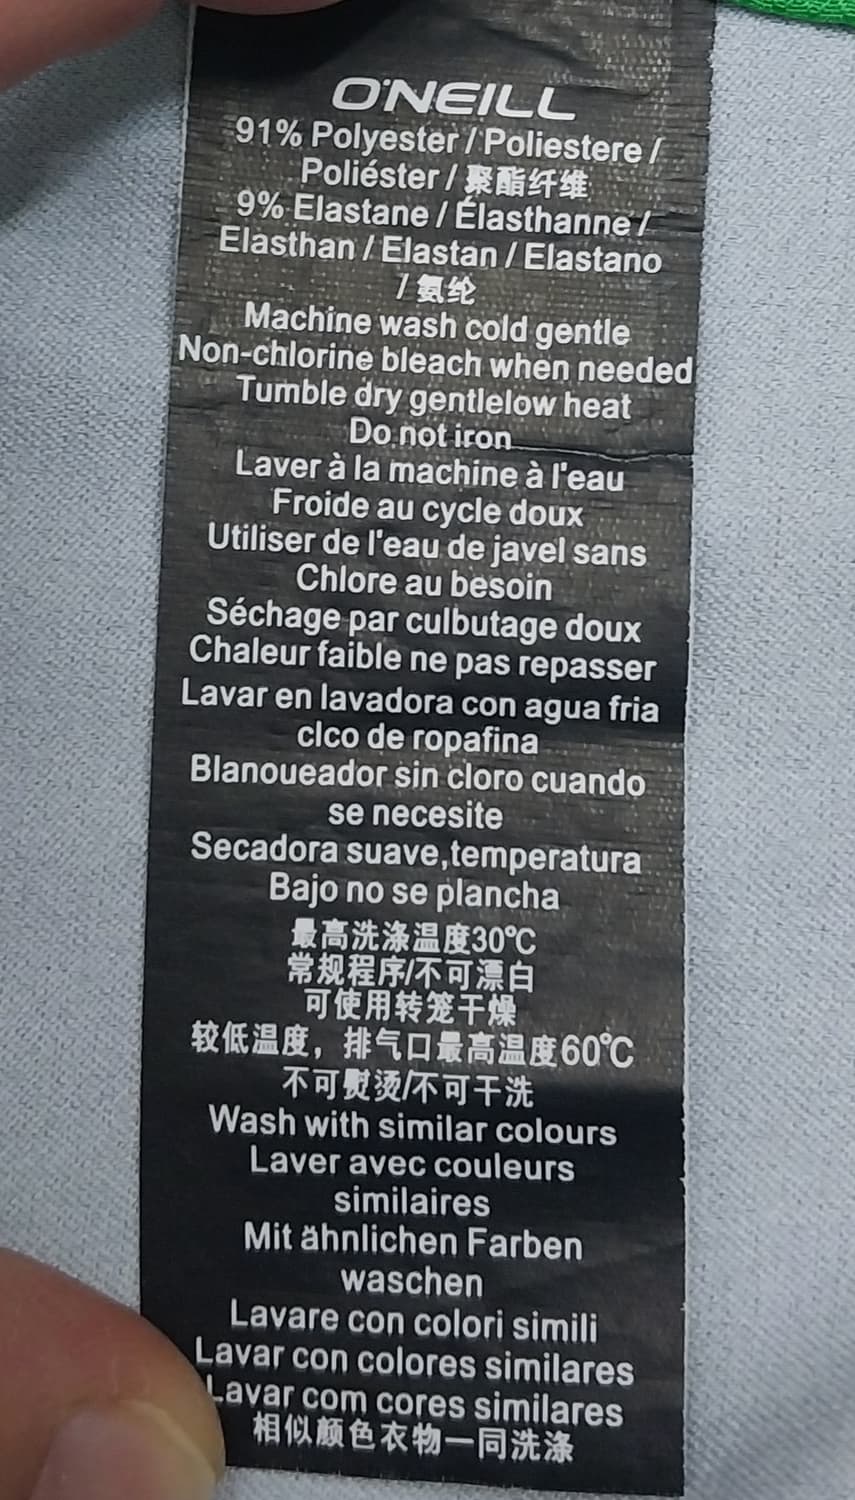 O'NEILL
91% Polyester / Poliestere /
Poliéster / 聚酯纤维
9% Elastane / Élasthanne /
Elasthan / Elastan / Elastano
/ 氨纶
Machine wash cold gentle
Non-chlorine bleach when needed
Tumble dry gentlelow heat
Do not iron
Laver à la machine à l'eau
Froide au cycle doux
Utiliser de l'eau de javel sans
Chlore au besoin
Séchage par culbutage doux
Chaleur faible ne pas repasser
Lavar en lavadora con agua fria
clco de ropafina
Blanoueador sin cloro cuando
se necesite
Secadora suave,temperatura
Bajo no se plancha
最高洗涤温度30℃
常规程序/不可漂白
可使用转笼干燥
较低温度，排气口最高温度60℃
不可熨烫/不可干洗
Wash with similar colours
Laver avec couleurs
similaires
Mit ähnlichen Farben
waschen
Lavare con colori simili
Lavar con colores similares
Lavar com cores similares
相似颜色衣物一同洗涤